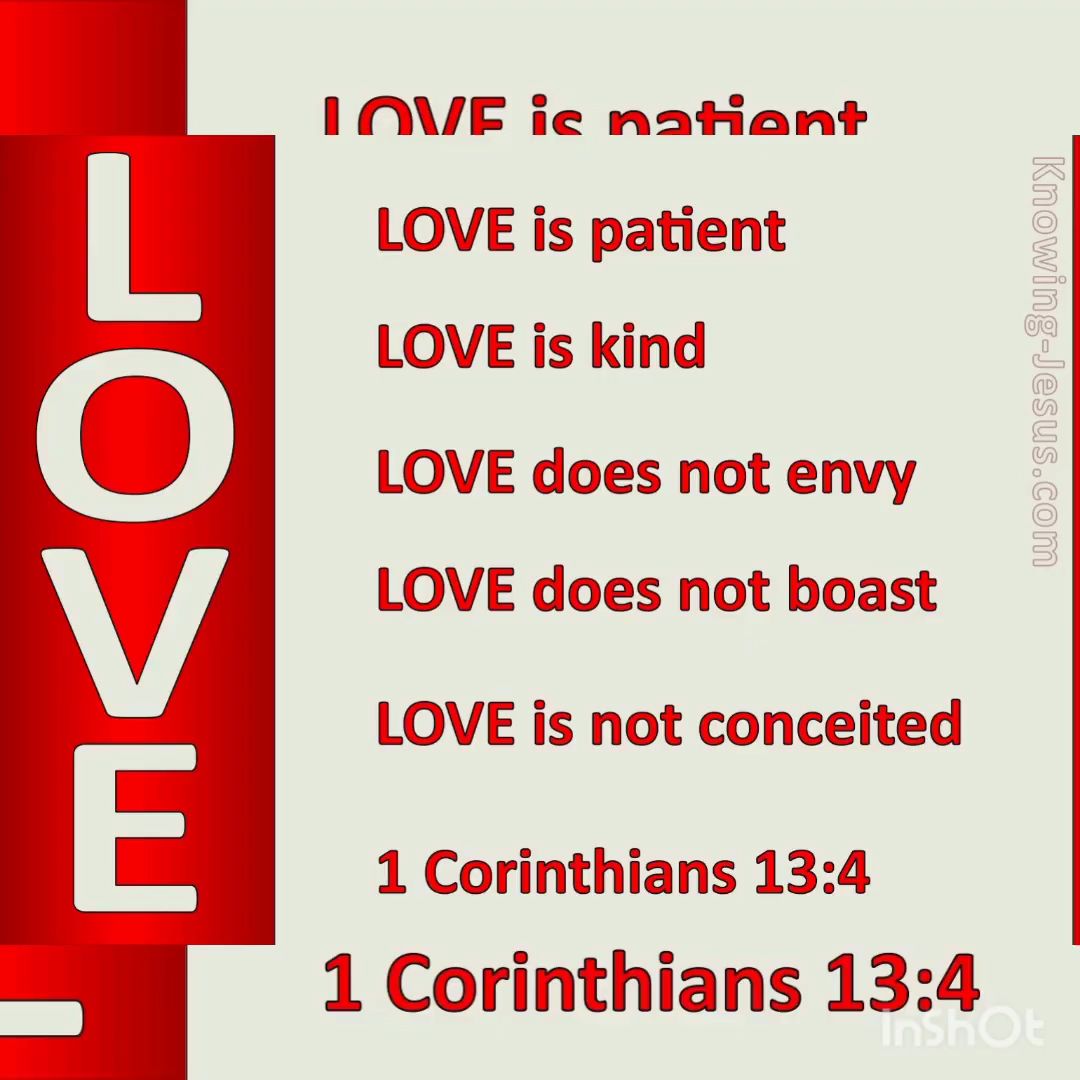 LOVE is patient
LOVE
LOVE is patient
LOVE is kind
LOVE does not envy
LOVE does not boast
LOVE is not conceited
1 Corinthians 13:4
Knowing-Jesus.com
1 Corinthians 13:4
InShOt